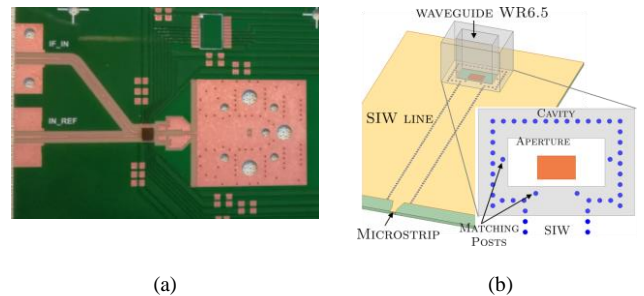 IF_IN
IN_REF
WAVEGUIDE WR6.5
SIW LINE
CAVITY
APERTURE
MICROSTRIP
MATCHING
POSTS
SIW
(a)
(b)